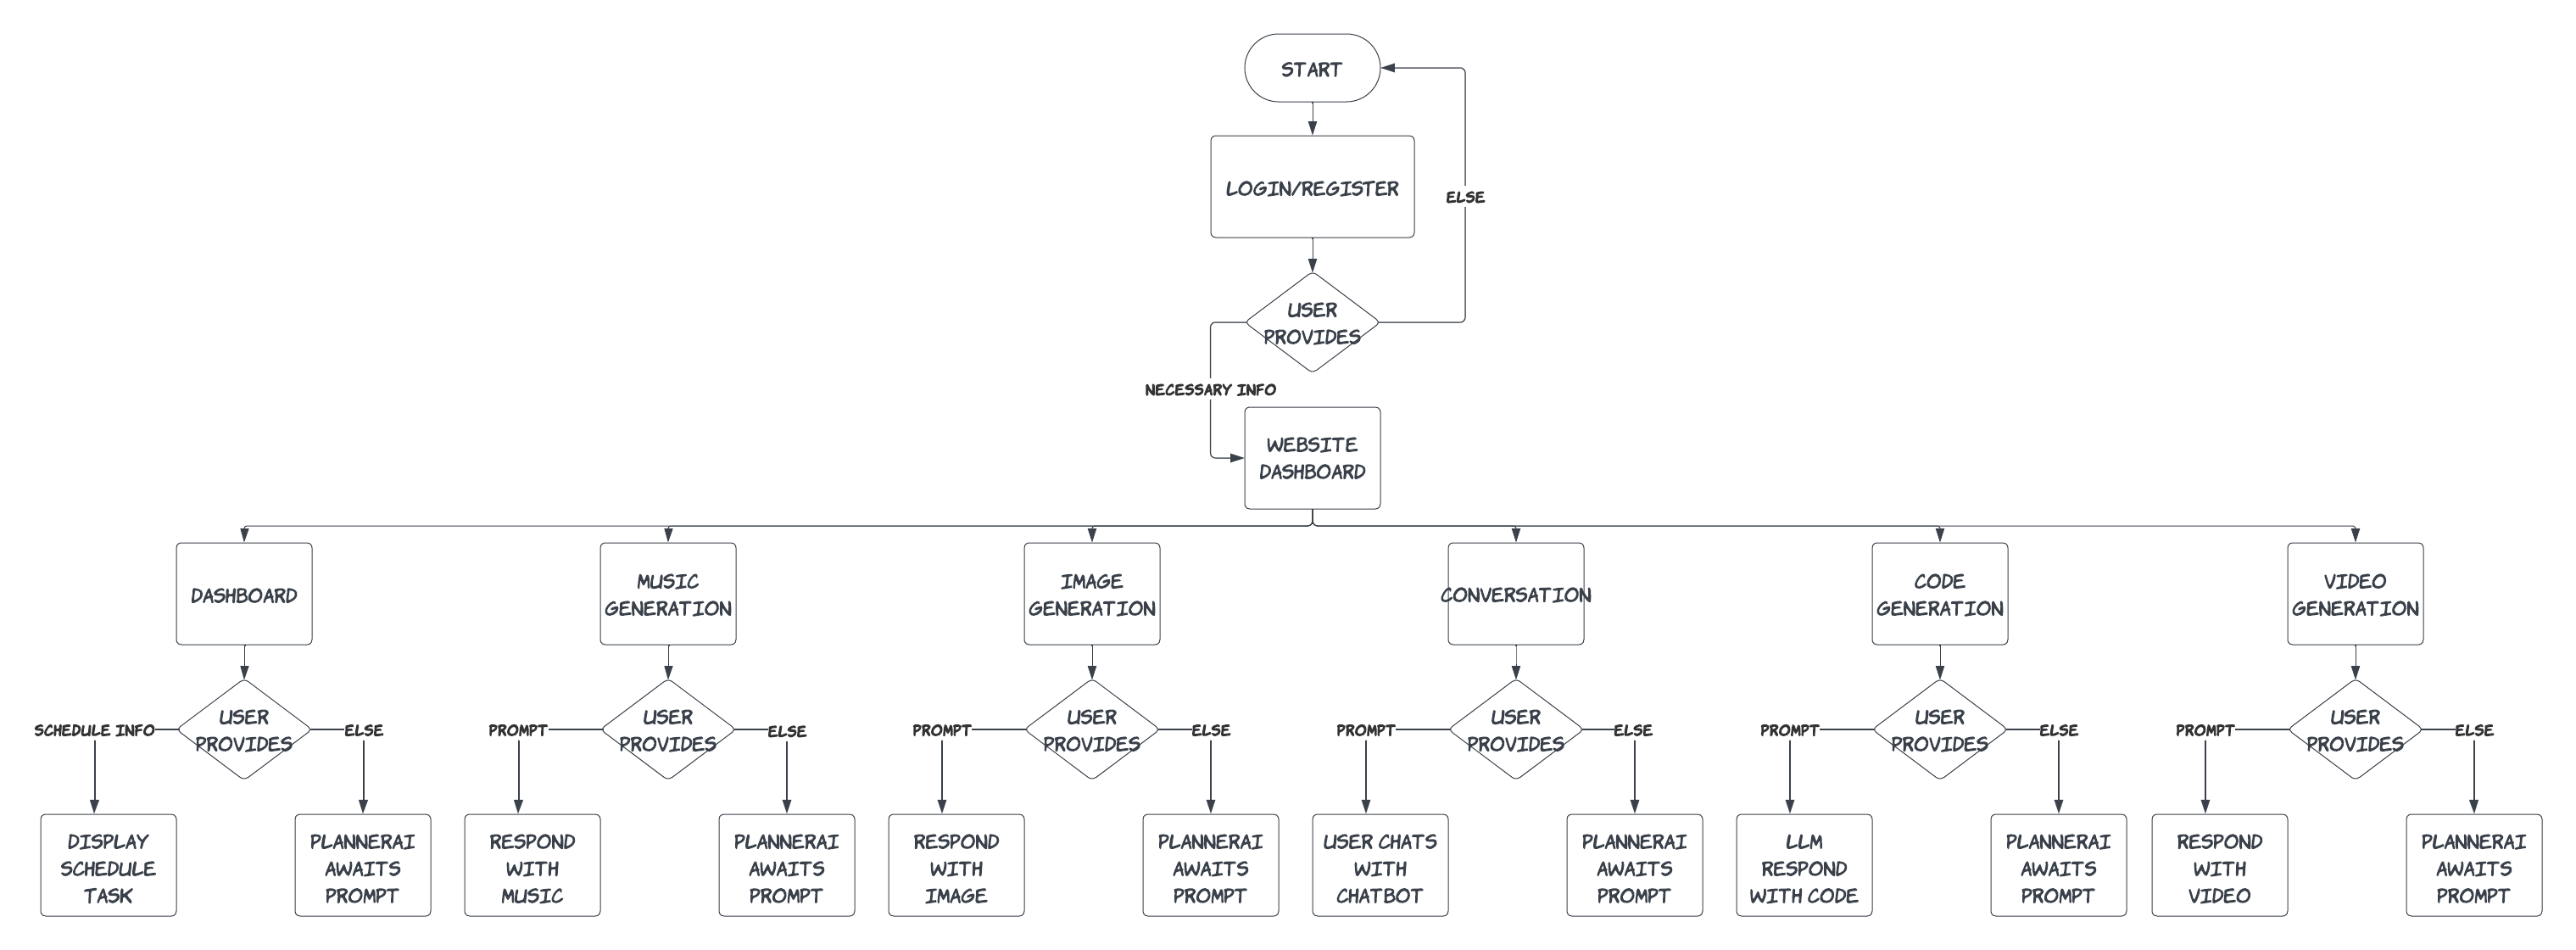 START
LOGIN/REGISTER
ELSE
USER
PROVIDES
NECESSARY INFO
WEBSITE
DASHBOARD
DASHBOARD
MUSIC
GENERATION
IMAGE
GENERATION
CONVERSATION
CODE
GENERATION
VIDEO
GENERATION
SCHEDULE INFO
USER
PROVIDES
ELSE
PROMPT
USER
PROVIDES
ELSE
PROMPT
USER
PROVIDES
ELSE
PROMPT
USER
PROVIDES
ELSE
PROMPT
USER
PROVIDES
ELSE
PROMPT
USER
PROVIDES
ELSE
DISPLAY
SCHEDULE
TASK
PLANNERAI
AWAITS
PROMPT
RESPOND
WITH
MUSIC
PLANNERAI
AWAITS
PROMPT
RESPOND
WITH
IMAGE
PLANNERAI
AWAITS
PROMPT
USER CHATS
WITH
CHATBOT
PLANNERAI
AWAITS
PROMPT
LLM
RESPOND
WITH CODE
PLANNERAI
AWAITS
PROMPT
RESPOND
WITH
VIDEO
PLANNERAI
AWAITS
PROMPT